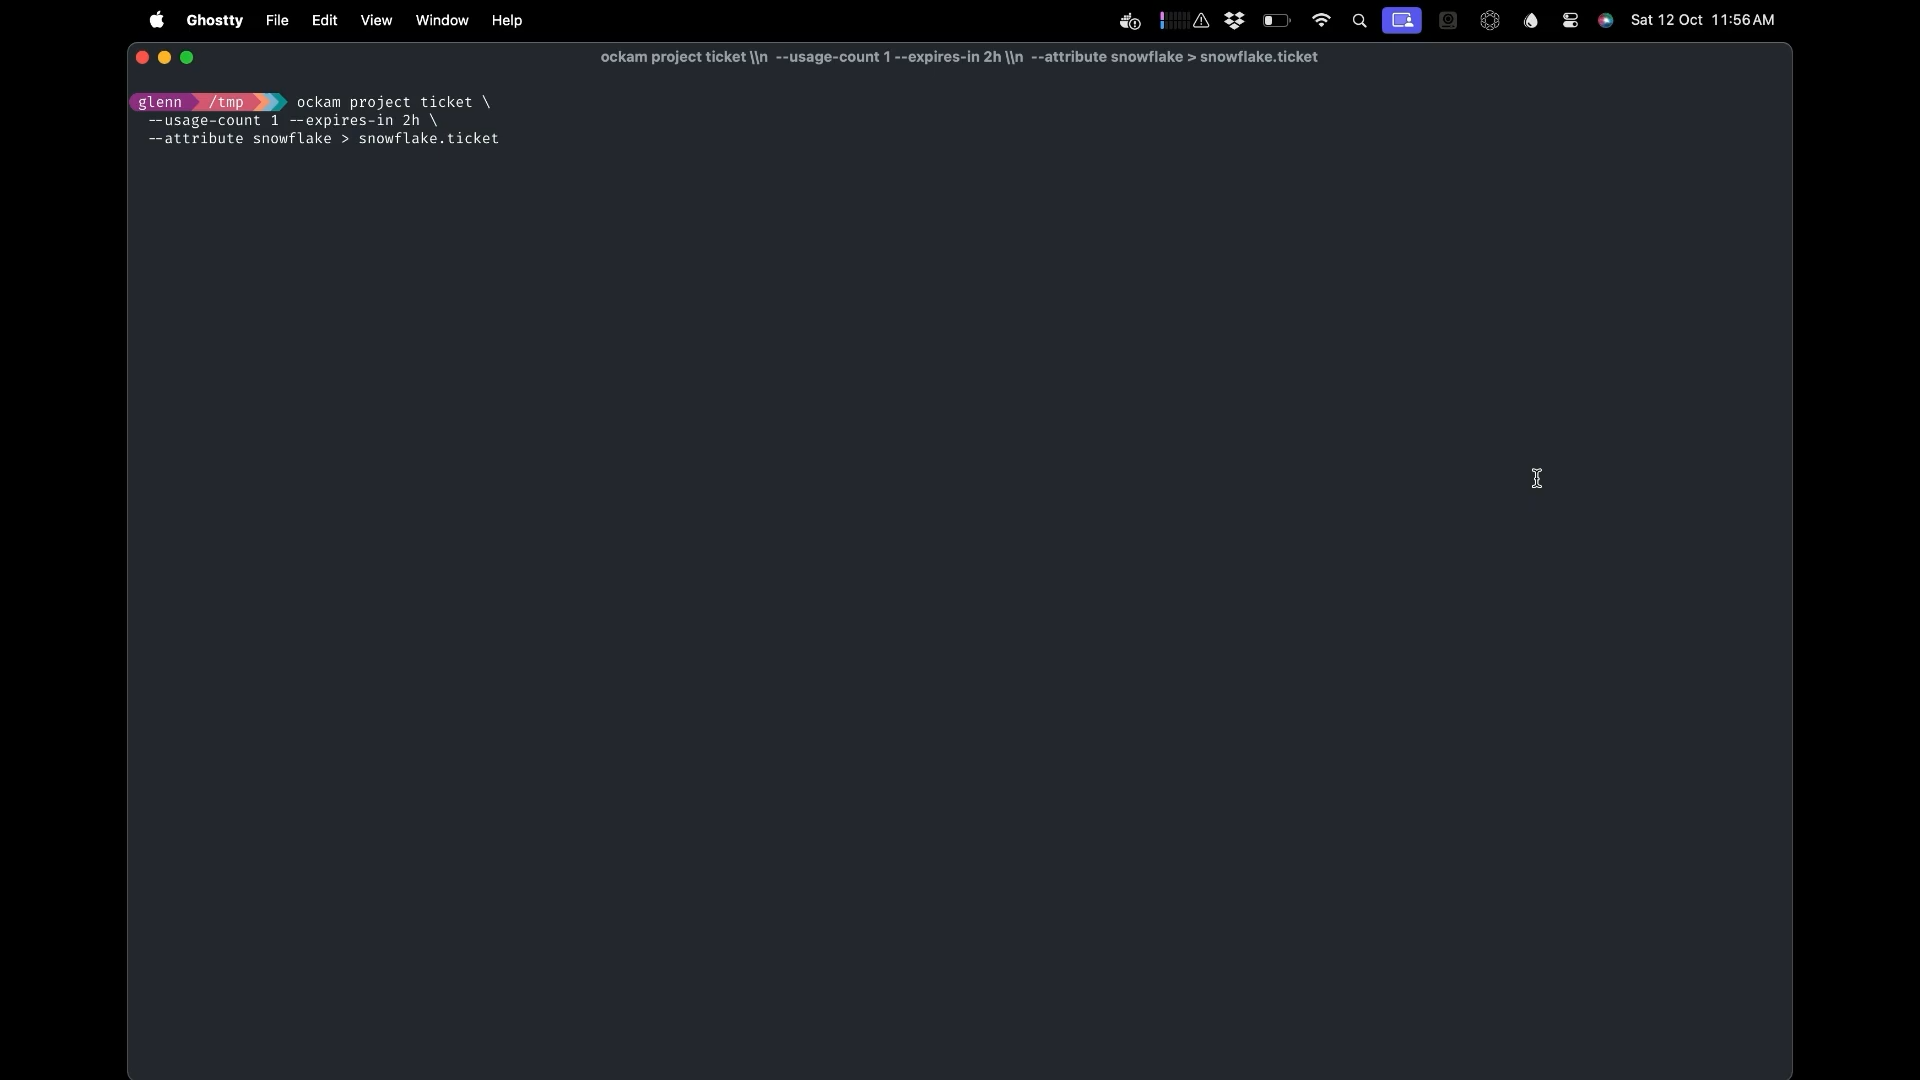 Ghostty File Edit View Window Help Sat 12 Oct 11:56 AM
ockam project ticket \\n --usage-count 1 --expires-in 2h \\n --attribute snowflake > snowflake.ticket
glenn /tmp ockam project ticket \
--usage-count 1 --expires-in 2h \
--attribute snowflake > snowflake.ticket